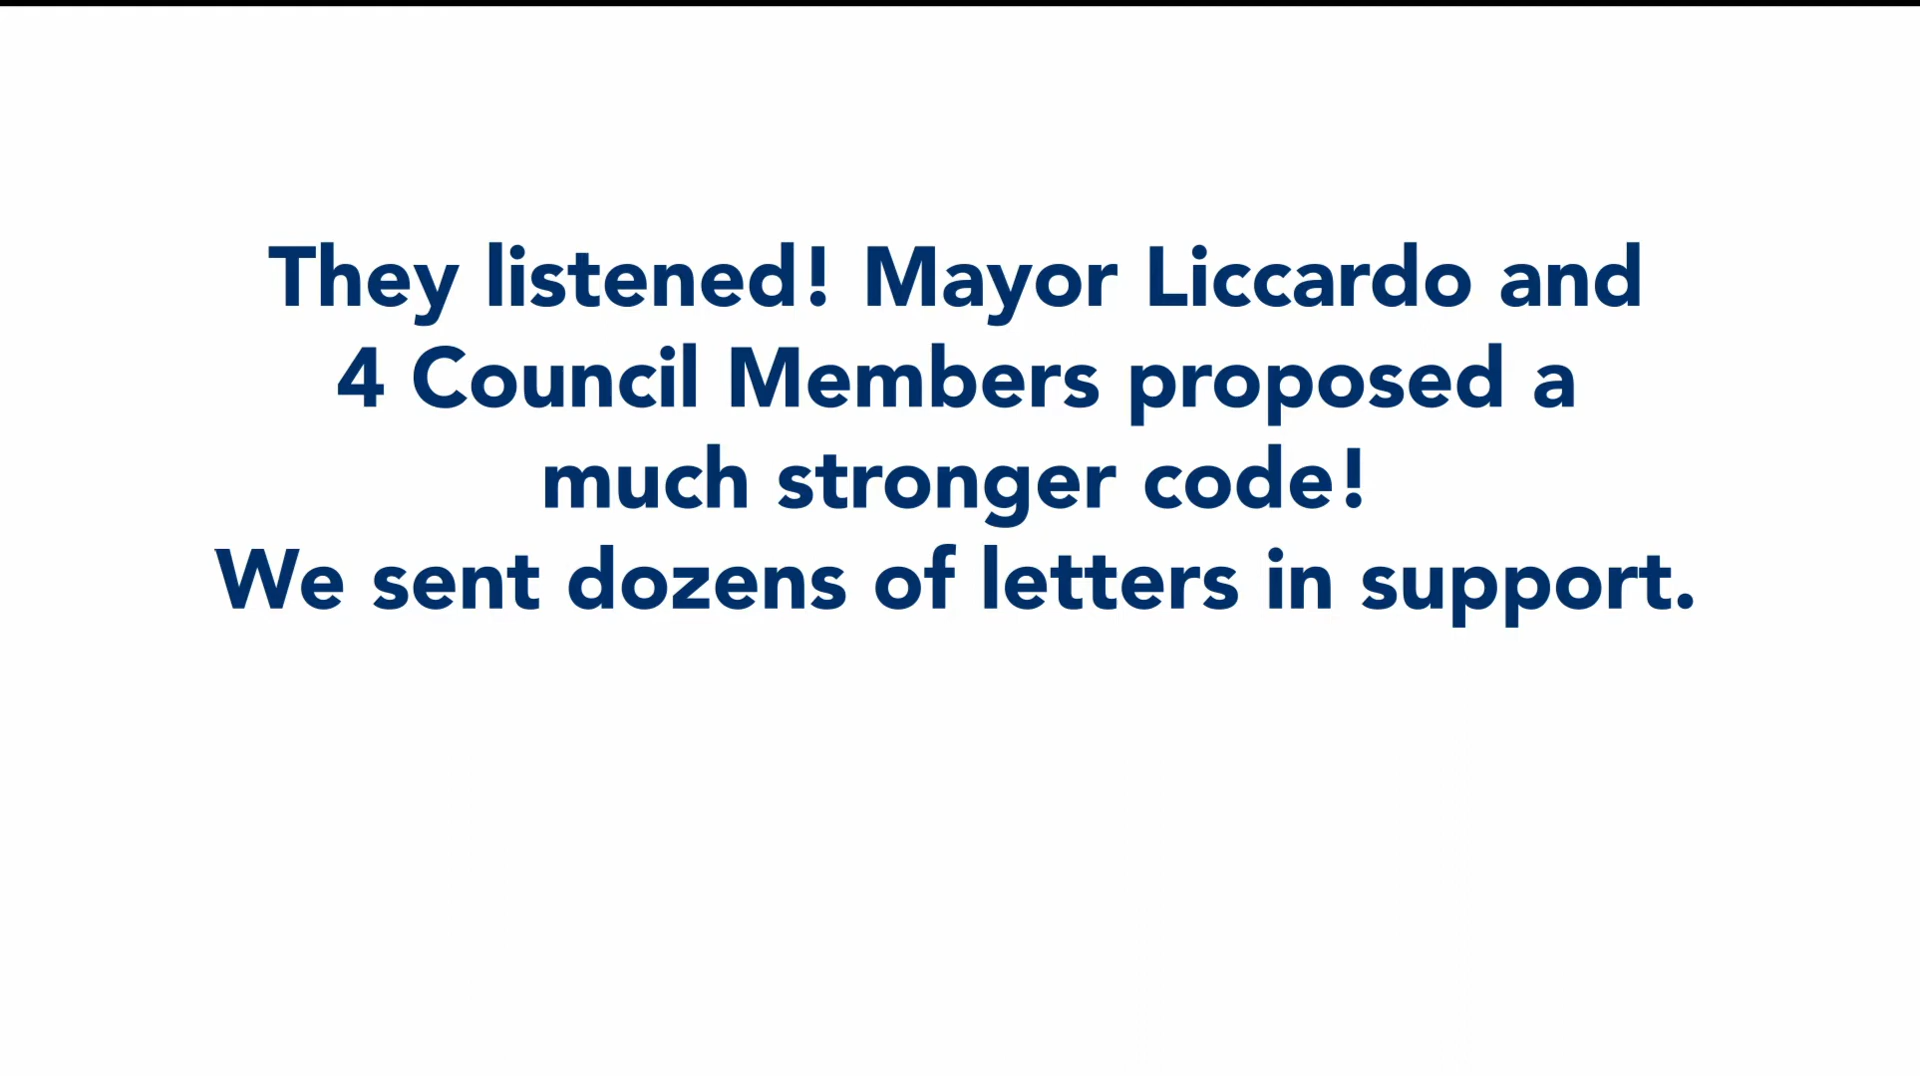 They listened! Mayor Liccardo and
4 Council Members proposed a
much stronger code!
We sent dozens of letters in support.